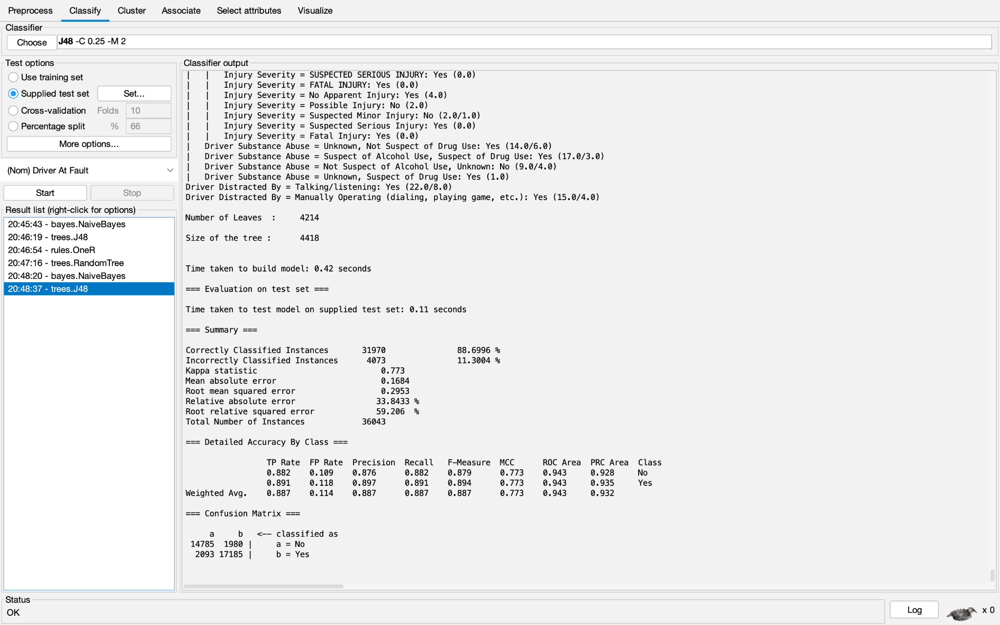 Preprocess Classify Cluster Associate Select attributes Visualize
Classifier
Choose J48 -C 0.25 -M 2
Test options
Use training set
Supplied test set Set...
Cross-validation Folds 10
Percentage split % 66
More options...
(Nom) Driver At Fault
Start Stop
Result list (right-click for options)
20:45:43 - bayes.NaiveBayes
20:46:19 - trees.J48
20:46:54 - rules.OneR
20:47:16 - trees.RandomTree
20:48:20 - bayes.NaiveBayes
20:48:37 - trees.J48
Classifier output
| | Injury Severity = SUSPECTED SERIOUS INJURY: Yes (0.0)
| | Injury Severity = FATAL INJURY: Yes (0.0)
| | Injury Severity = No Apparent Injury: Yes (4.0)
| | Injury Severity = Possible Injury: No (2.0)
| | Injury Severity = Suspected Minor Injury: No (2.0/1.0)
| | Injury Severity = Suspected Serious Injury: Yes (0.0)
| | Injury Severity = Fatal Injury: Yes (0.0)
| Driver Substance Abuse = Unknown, Not Suspect of Drug Use: Yes (14.0/6.0)
| Driver Substance Abuse = Suspect of Alcohol Use, Suspect of Drug Use: Yes (17.0/3.0)
| Driver Substance Abuse = Not Suspect of Alcohol Use, Unknown: No (9.0/4.0)
| Driver Substance Abuse = Unknown, Suspect of Drug Use: Yes (1.0)
Driver Distracted By = Talking/listening: Yes (22.0/8.0)
Driver Distracted By = Manually Operating (dialing, playing game, etc.): Yes (15.0/4.0)
Number of Leaves : 4214
Size of the tree : 4418
Time taken to build model: 0.42 seconds
=== Evaluation on test set ===
Time taken to test model on supplied test set: 0.11 seconds
=== Summary ===
Correctly Classified Instances 31970 88.6996 %
Incorrectly Classified Instances 4073 11.3004 %
Kappa statistic 0.773
Mean absolute error 0.1684
Root mean squared error 0.2953
Relative absolute error 33.8433 %
Root relative squared error 59.206 %
Total Number of Instances 36043
=== Detailed Accuracy By Class ===
TP Rate FP Rate Precision Recall F-Measure MCC ROC Area PRC Area Class
0.882 0.109 0.876 0.882 0.879 0.773 0.943 0.928 No
0.891 0.118 0.897 0.891 0.894 0.773 0.943 0.935 Yes
Weighted Avg. 0.887 0.114 0.887 0.887 0.887 0.773 0.943 0.932
=== Confusion Matrix ===
a b <-- classified as
14785 1980 | a = No
2093 17185 | b = Yes
Status
OK
Log x 0